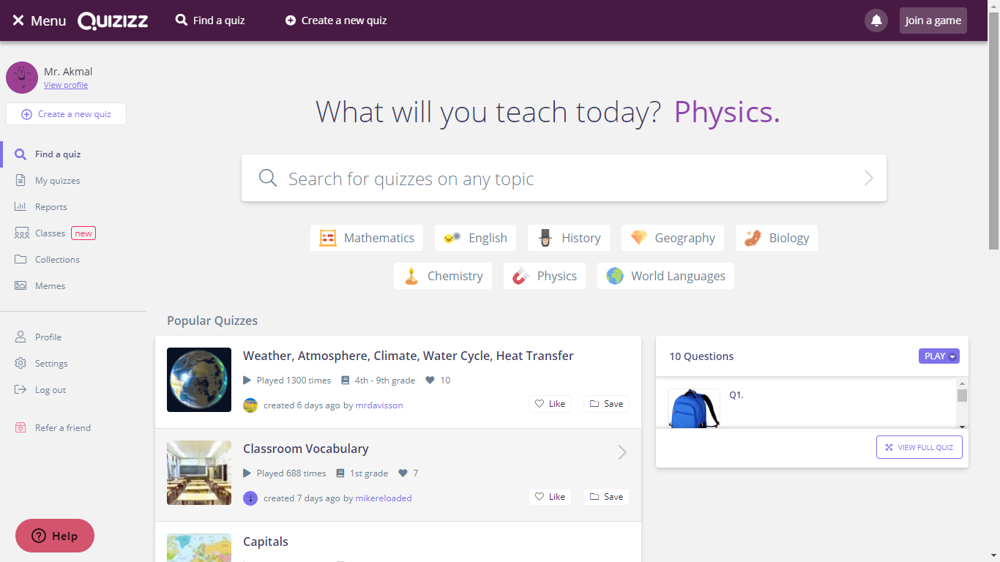 Menu QUIZIZZ Find a quiz Create a new quiz Join a game
Mr. Akmal
View profile
Create a new quiz
Find a quiz
My quizzes
Reports
Classes new
Collections
Memes
Profile
Settings
Log out
Refer a friend
Help
What will you teach today? Physics.
Search for quizzes on any topic
Mathematics English History Geography Biology
Chemistry Physics World Languages
Popular Quizzes
Weather, Atmosphere, Climate, Water Cycle, Heat Transfer
Played 1300 times 4th - 9th grade 10
created 6 days ago by mrdavisson Like Save
Classroom Vocabulary
Played 688 times 1st grade 7
created 7 days ago by mikereloaded Like Save
Capitals
10 Questions PLAY
Q1.
VIEW FULL QUIZ